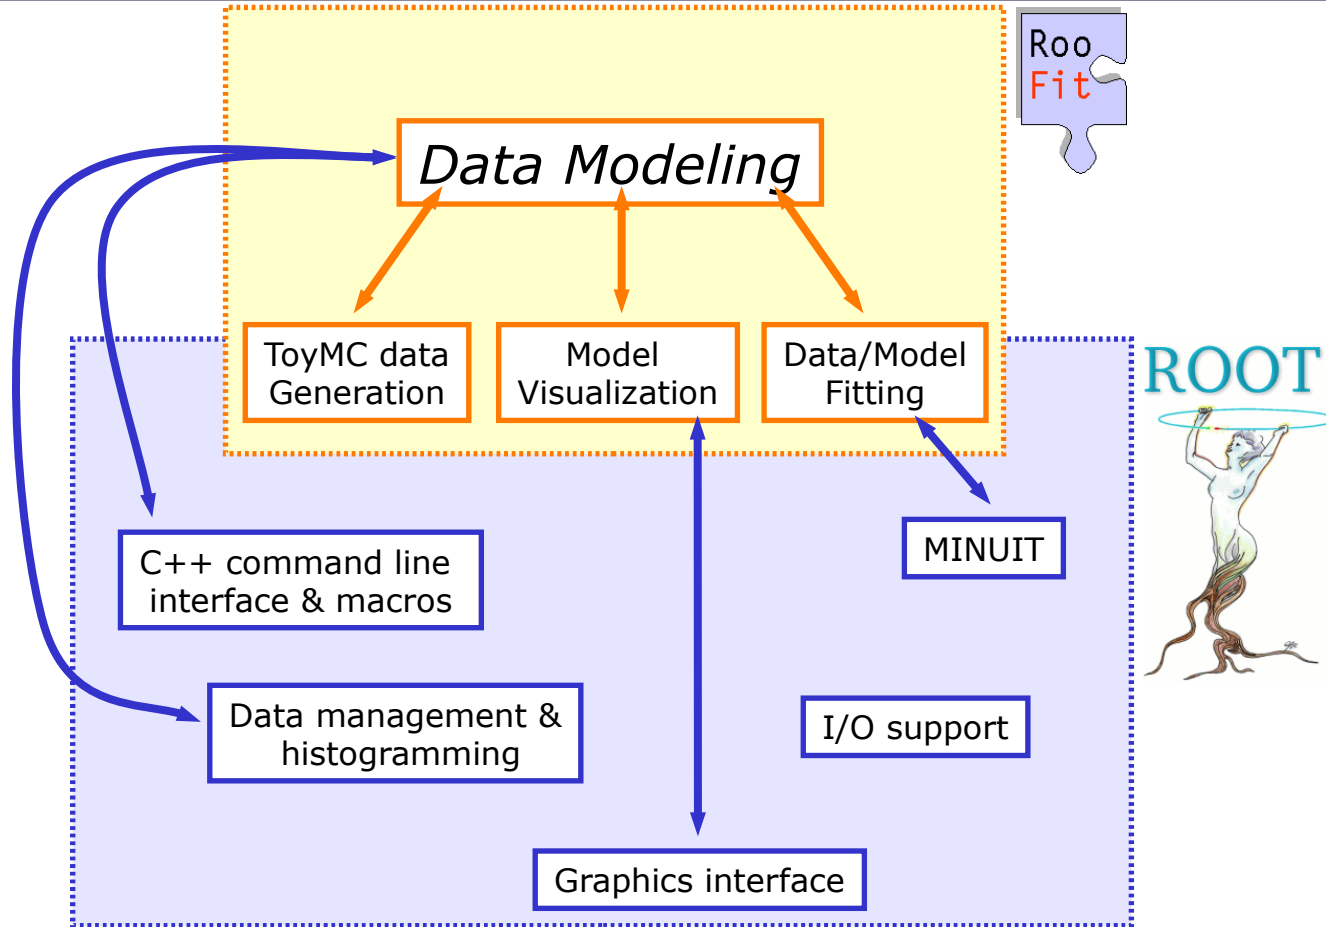 Roo
Fit
Data Modeling
ToyMC data
Generation
Model
Visualization
Data/Model
Fitting
ROOT
C++ command line
interface & macros
MINUIT
Data management &
histogramming
I/O support
Graphics interface